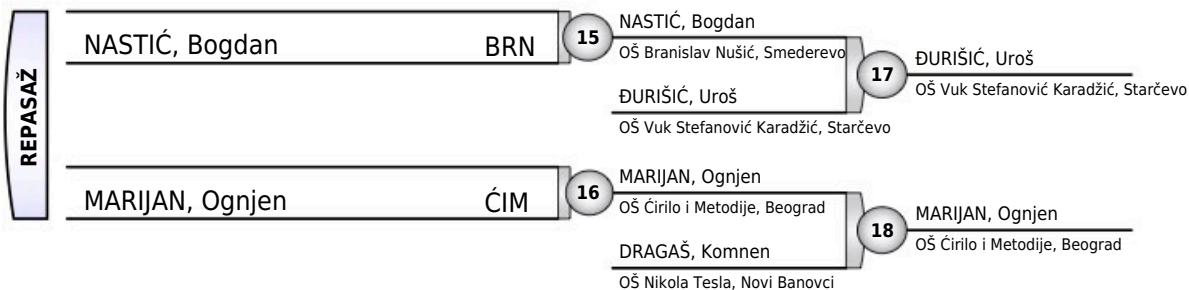 REPASAŽ
NASTIĆ, Bogdan BRN
15
NASTIĆ, Bogdan
OŠ Branislav Nušić, Smederevo
ĐURIŠIĆ, Uroš
OŠ Vuk Stefanović Karadžić, Starčevo
17
ĐURIŠIĆ, Uroš
OŠ Vuk Stefanović Karadžić, Starčevo
MARIJAN, Ognjen ĆIM
16
MARIJAN, Ognjen
OŠ Ćirilo i Metodije, Beograd
DRAGAŠ, Komnen
OŠ Nikola Tesla, Novi Banovci
18
MARIJAN, Ognjen
OŠ Ćirilo i Metodije, Beograd